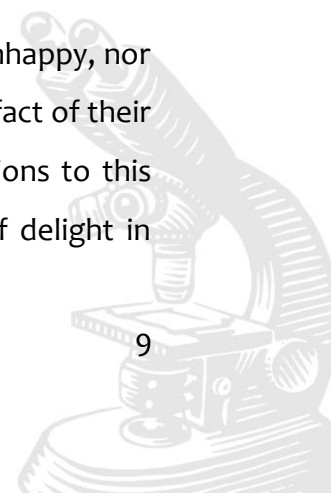 nhappy, nor
fact of their
ions to this
f delight in
9